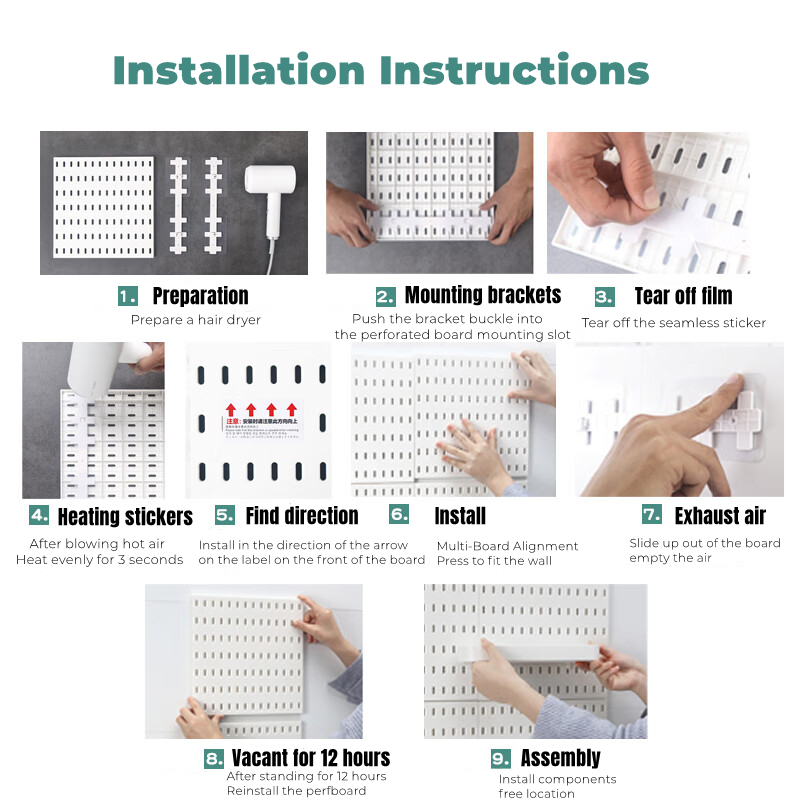 Installation Instructions
1. Preparation
Prepare a hair dryer
2. Mounting brackets
Push the bracket buckle into
the perforated board mounting slot
3. Tear off film
Tear off the seamless sticker
注意：安装时请注意此方向向上
4. Heating stickers
After blowing hot air
Heat evenly for 3 seconds
5. Find direction
Install in the direction of the arrow
on the label on the front of the board
6. Install
Multi-Board Alignment
Press to fit the wall
7. Exhaust air
Slide up out of the board
empty the air
8. Vacant for 12 hours
After standing for 12 hours
Reinstall the perfboard
9. Assembly
Install components
free location